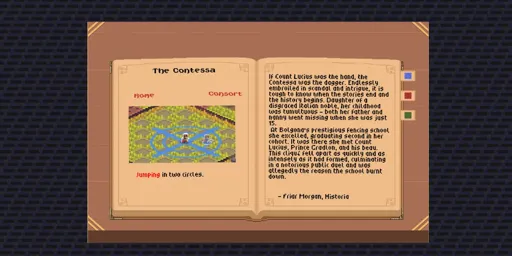 The Contessa
Home
Consort
Jumping in two circles.
If Count Lucius was the hand, the
Contessa was the dagger. Endlessly
embroiled in scandal and intrigue, it is
tough to know when the stories end and
the history begins. Daughter of a
disgraced Italian noble, her childhood
was tumultuous - both her father and
nanny went missing when she was just
15.
At Bologna's prestigious fencing school
she excelled, graduating second in her
cohort. It was there she met Count
Lucius, Prince Gradlon, and his beau.
This clique fell apart as quickly and as
intensely as it had formed, culminating
in a notorious public duel and was
allegedly the reason the school burnt
down.
- Friar Morgan, Historia